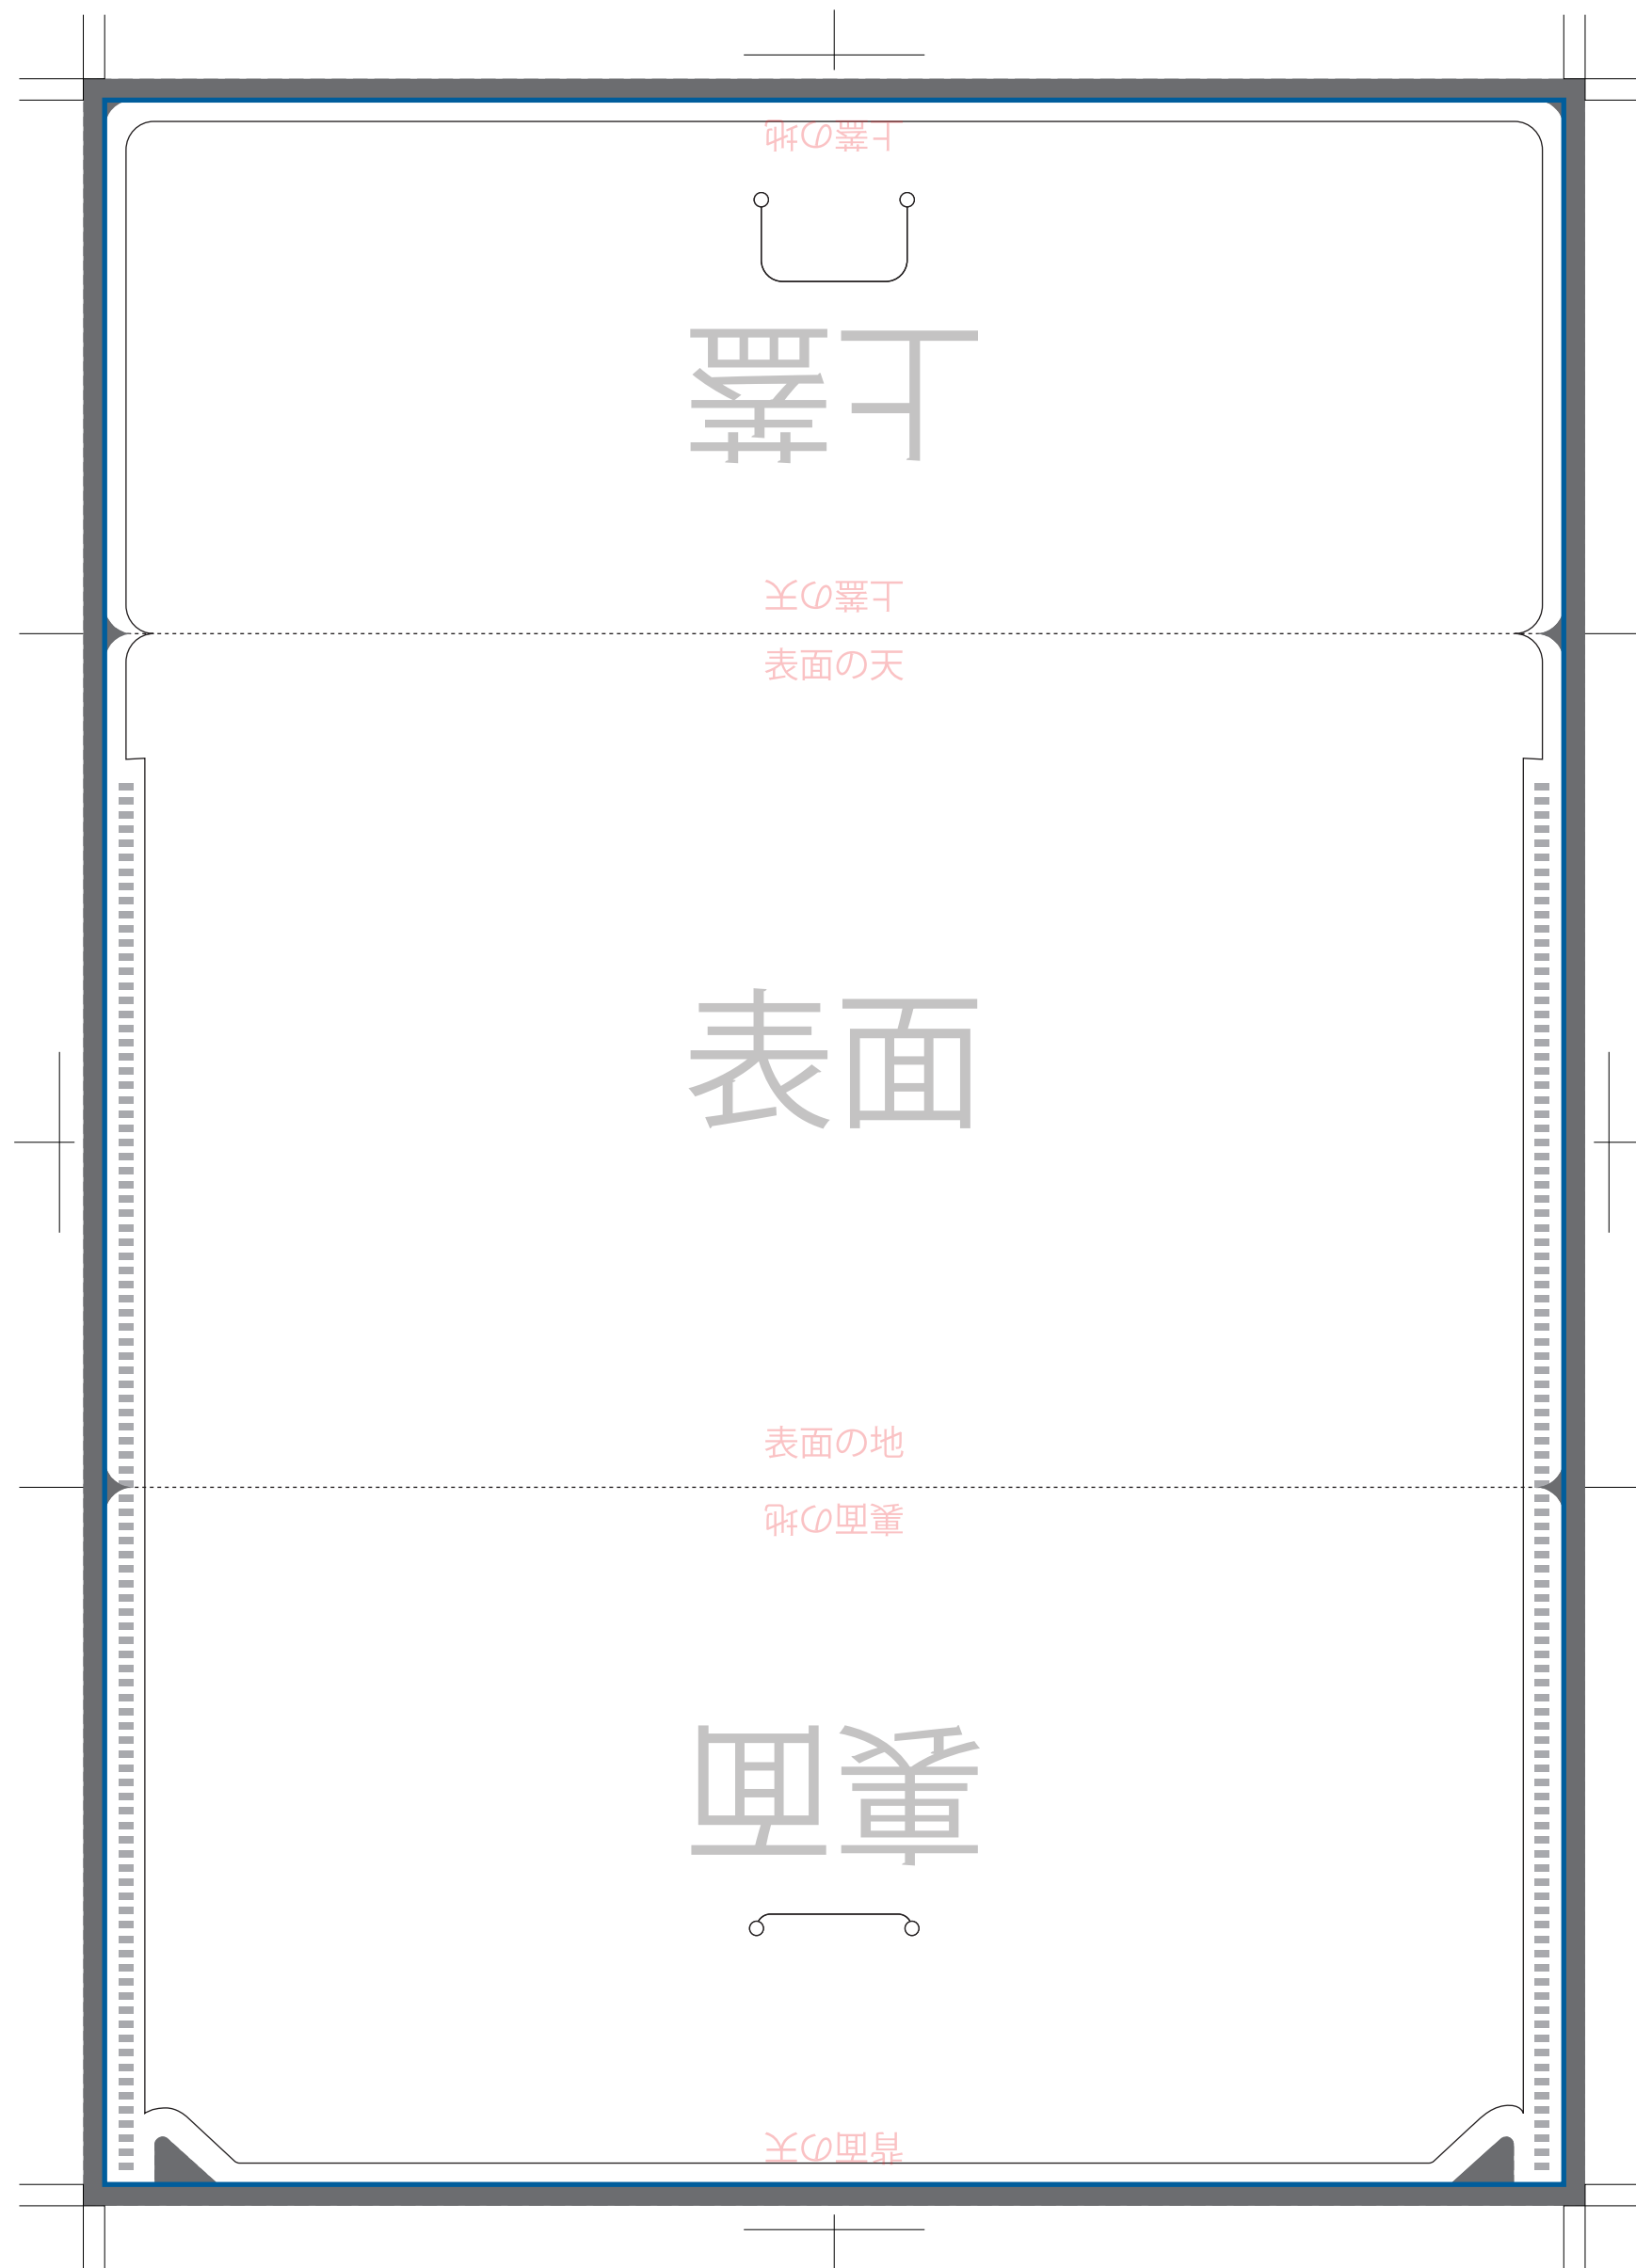 上蓋の地
上蓋
上蓋の天
表面の天
表面
表面の地
裏面の地
裏面
背面の天